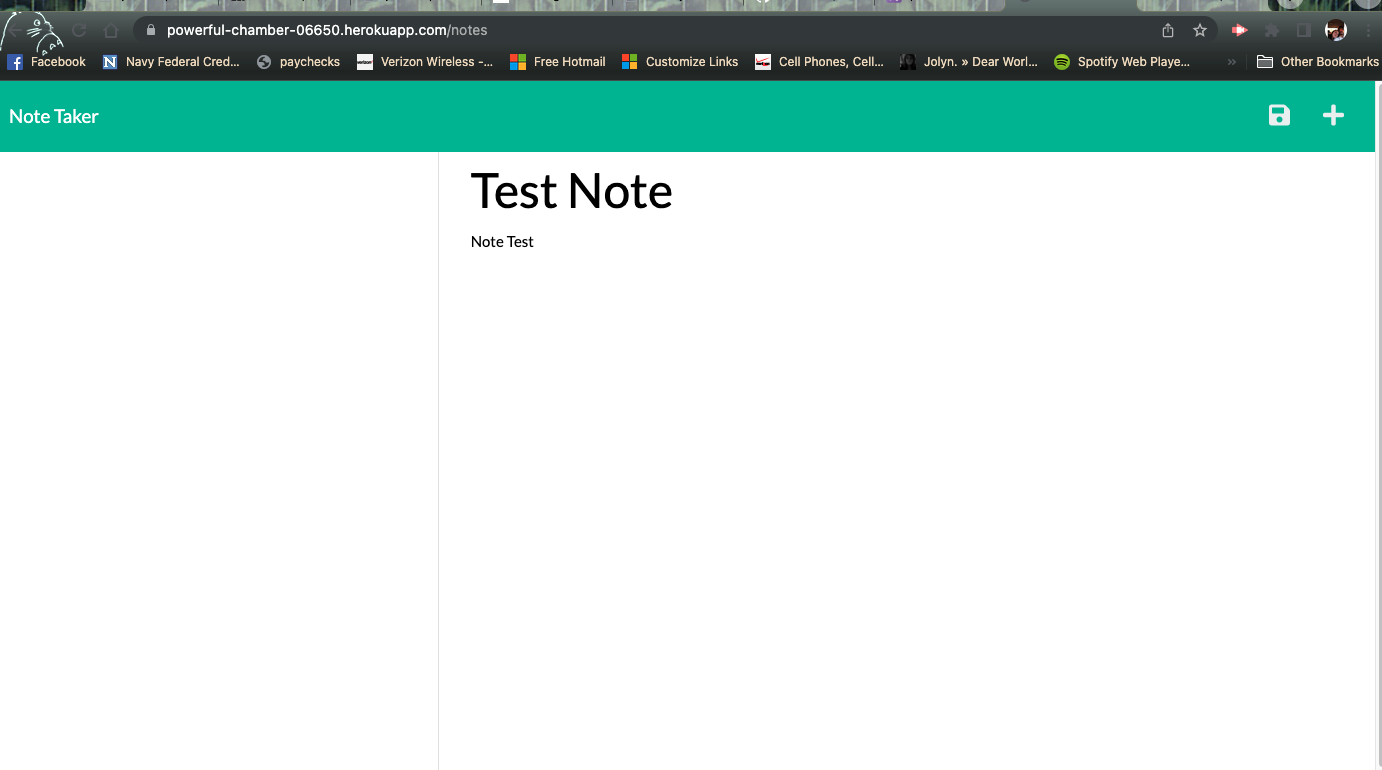 powerful-chamber-06650.herokuapp.com/notes
Facebook Navy Federal Cred... paychecks Verizon Wireless -... Free Hotmail Customize Links Cell Phones, Cell... Jolyn. » Dear Worl... Spotify Web Playe... » Other Bookmarks
Note Taker
Test Note
Note Test